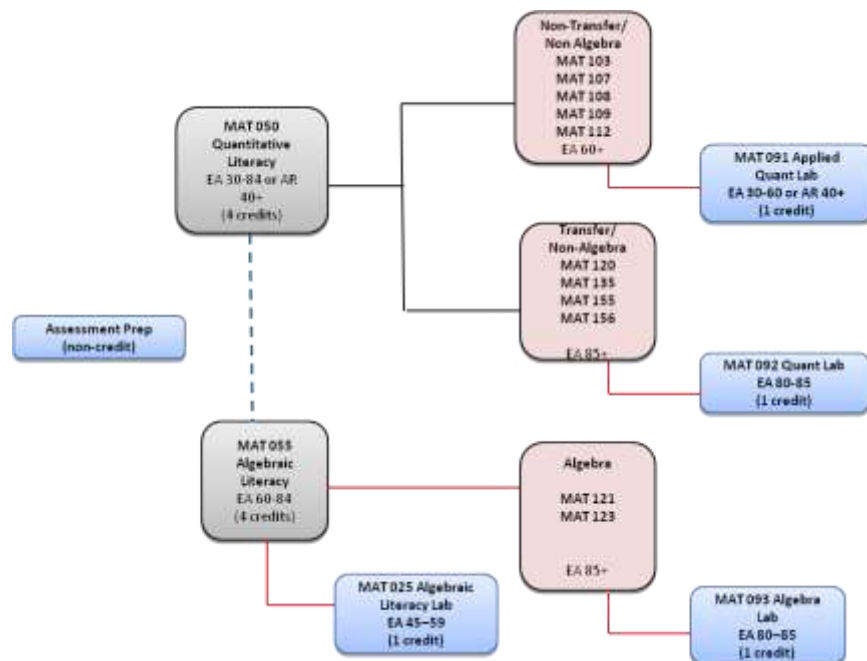 MAT 050
Quantitative
Literacy
EA 30-84 or AR
40+
(4 credits)
Non-Transfer/
Non Algebra
MAT 103
MAT 107
MAT 108
MAT 109
MAT 112
EA 60+
MAT 091 Applied
Quant Lab
EA 30-60 or AR 40+
(1 credit)
Transfer/
Non-Algebra
MAT 120
MAT 135
MAT 155
MAT 156
EA 85+
MAT 092 Quant Lab
EA 80-85
(1 credit)
Assessment Prep
(non-credit)
MAT 055
Algebraic
Literacy
EA 60-84
(4 credits)
Algebra
MAT 121
MAT 123
EA 85+
MAT 025 Algebraic
Literacy Lab
EA 45–59
(1 credit)
MAT 093 Algebra
Lab
EA 80–85
(1 credit)